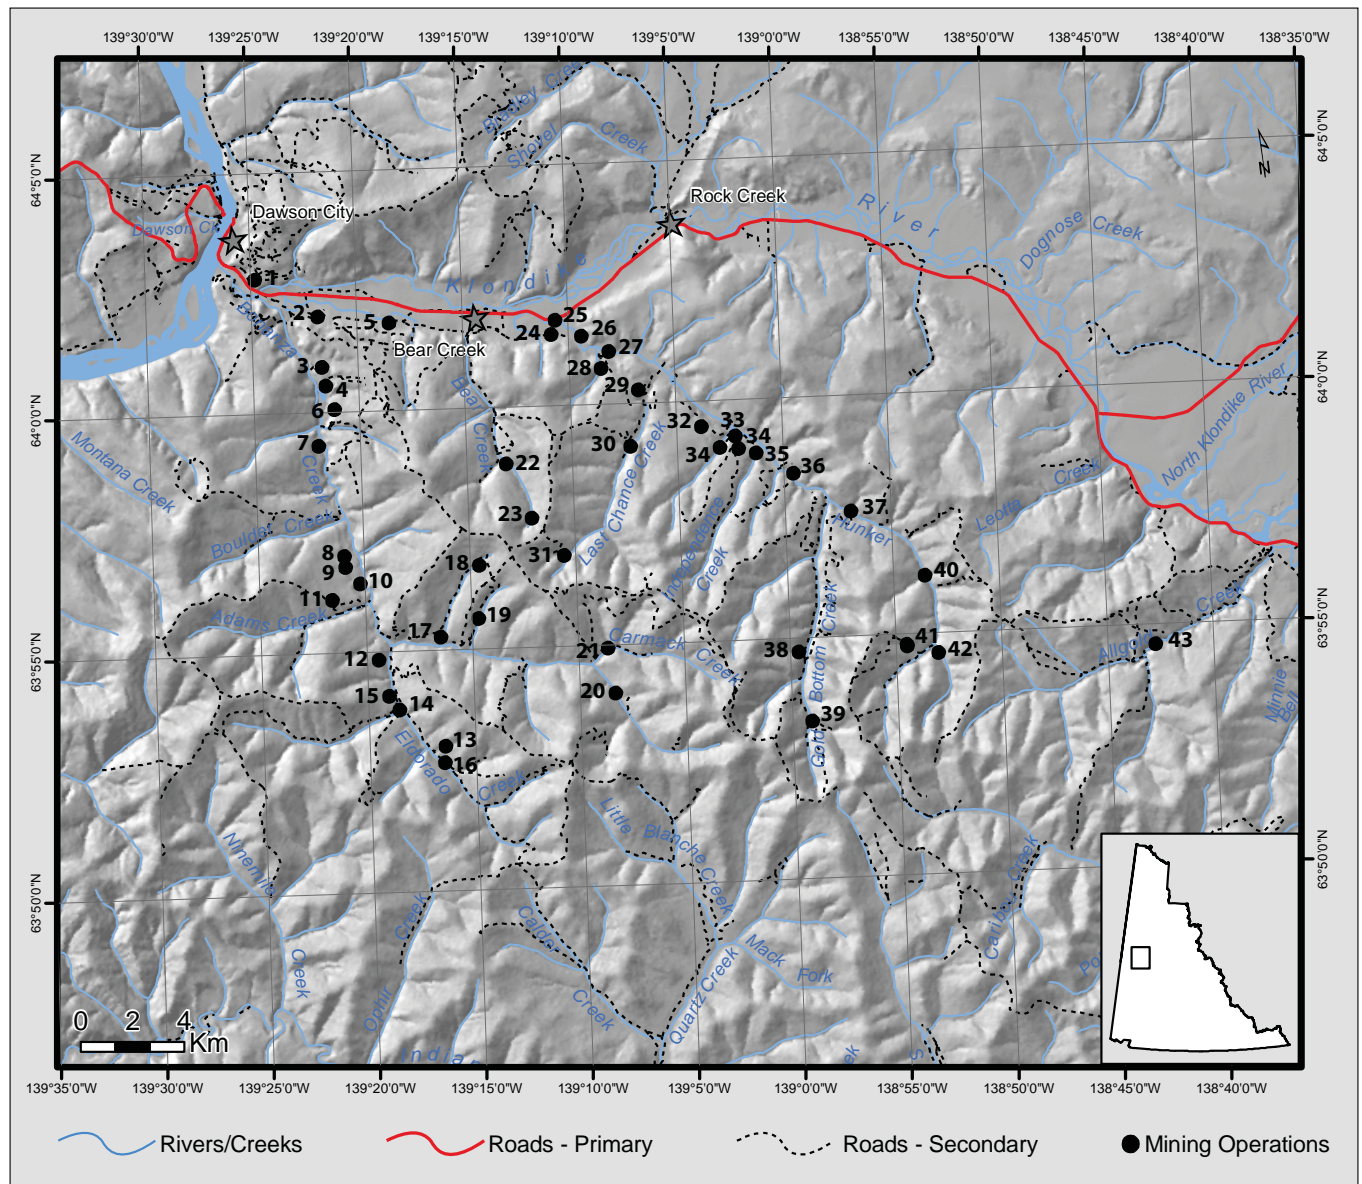 139°30'0"W 139°25'0"W 139°20'0"W 139°15'0"W 139°10'0"W 139°5'0"W 139°0'0"W 138°55'0"W 138°50'0"W 138°45'0"W 138°40'0"W 138°35'0"W
64°5'0"N
64°0'0"N
63°55'0"N
63°50'0"N
64°5'0"N
64°0'0"N
63°55'0"N
63°50'0"N
N
Bradley Cree
Shovel Creek
Rock Creek
Dawson City
Dawson Ci
River
Dognose Creek
Klondike
1
2
5
Bonanza
25
24
26
27
28
29
Bear Creek
3
4
6
7
Bear Creek
Creek
North Klondike River
32
33
34
34
35
36
30
22
Montana Creek
Last Chance Creek
Leotta Creek
23
37
Hunker
Boulder Creek
31
Independence Creek
8
9
10
18
40
11
Adams Creek
19
Creek
17
Carmack Creek
21
38
41
42
Allgold Creek
43
12
20
Gold Bottom
15
14
39
Minnie Bell
13
16
Eldorado Creek
Little Blanche Creek
Ninemile Creek
Caribou Creek
Calder Creek
Mack Fork
Po
Ophir Creek
Quartz Creek
Indian
ek
S
0 2 4
Km
139°35'0"W 139°30'0"W 139°25'0"W 139°20'0"W 139°15'0"W 139°10'0"W 139°5'0"W 139°0'0"W 138°55'0"W 138°50'0"W 138°45'0"W 138°40'0"W
Rivers/Creeks Roads - Primary Roads - Secondary Mining Operations